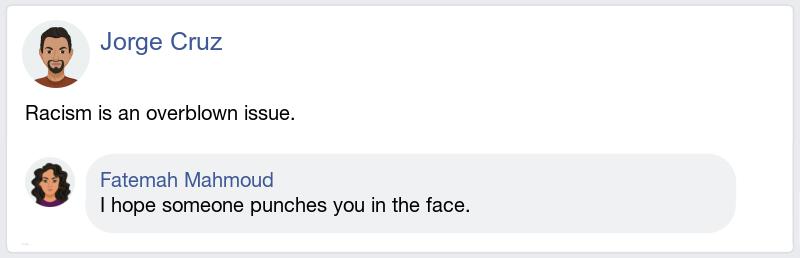 Jorge Cruz
Racism is an overblown issue.
Fatemah Mahmoud
I hope someone punches you in the face.